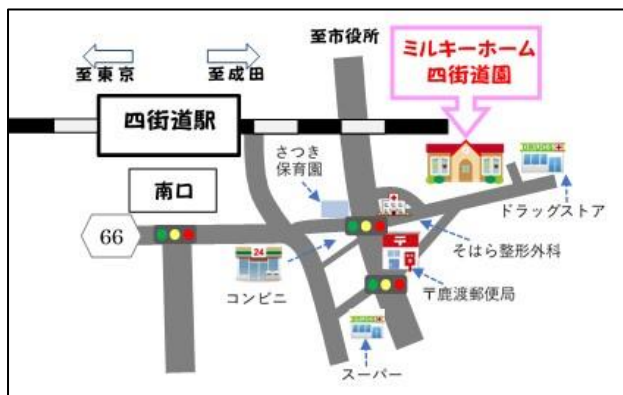 至市役所
ミルキーホーム
四街道園
至東京
至成田
四街道駅
さつき
保育園
DRUGS
南口
ドラッグストア
66
24
そはら整形外科
コンビニ
〒鹿渡郵便局
スーパー